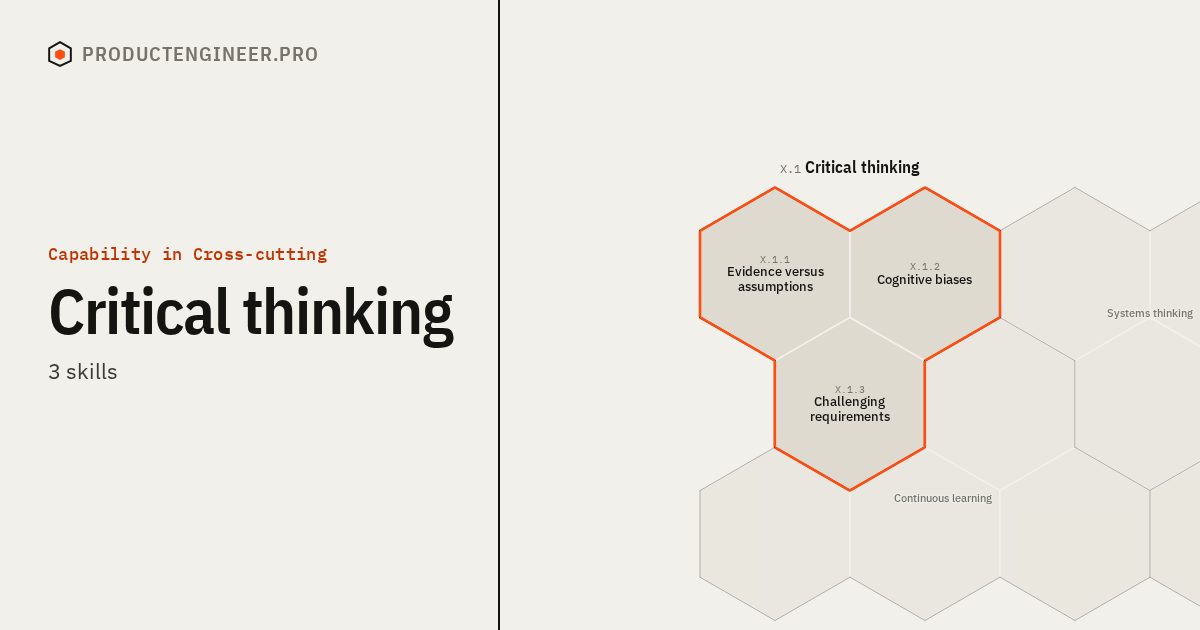 PRODUCTENGINEER.PRO
Capability in Cross-cutting
Critical thinking
3 skills
X.1 Critical thinking
X.1.1
Evidence versus
assumptions
X.1.2
Cognitive biases
Systems thinking
X.1.3
Challenging
requirements
Continuous learning